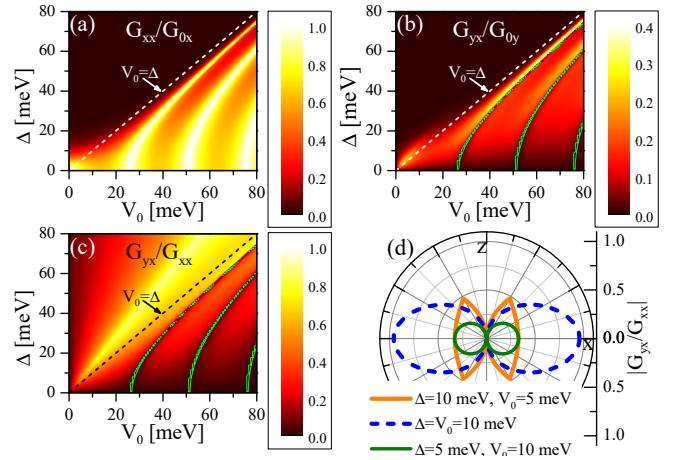 (a) G_xx/G_0x
V_0=Δ
Δ [meV]
80
60
40
20
0
0 20 40 60 80
V_0 [meV]
1.0
0.8
0.6
0.4
0.2
0.0
(b) G_yx/G_0y
V_0=Δ
Δ [meV]
80
60
40
20
0
0 20 40 60 80
V_0 [meV]
0.4
0.3
0.2
0.1
0.0
(c) G_yx/G_xx
V_0=Δ
Δ [meV]
80
60
40
20
0
0 20 40 60 80
V_0 [meV]
1.0
0.8
0.6
0.4
0.2
0.0
(d)
z
x
1.0
0.5
0.0
0.5
1.0
|G_yx/G_xx|
Δ=10 meV, V_0=5 meV
Δ=V_0=10 meV
Δ=5 meV, V_0=10 meV